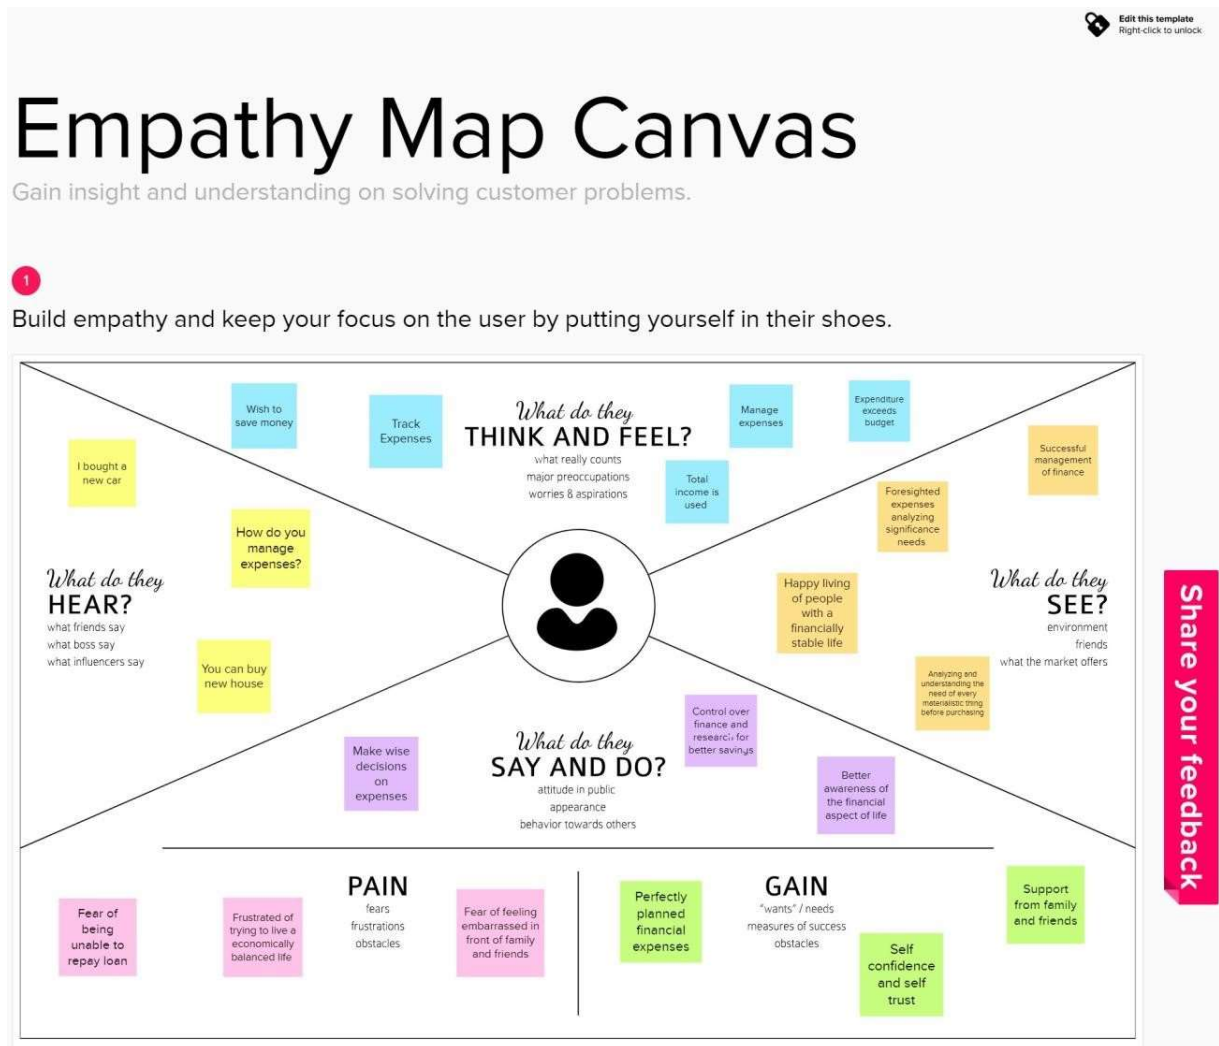 Edit this template
Right-click to unlock
Empathy Map Canvas
Gain insight and understanding on solving customer problems.
1
Build empathy and keep your focus on the user by putting yourself in their shoes.
What do they
THINK AND FEEL?
what really counts
major preoccupations
worries & aspirations
Wish to
save money
Track
Expenses
Manage
expenses
Expenditure
exceeds
budget
Total
income is
used
What do they
HEAR?
what friends say
what boss say
what influencers say
I bought a
new car
How do you
manage
expenses?
You can buy
new house
What do they
SEE?
environment
friends
what the market offers
Successful
management
of finance
Foresighted
expenses
analyzing
significance
needs
Happy living
of people
with a
financially
stable life
Analyzing and
understanding the
need of every
materialistic thing
before purchasing
What do they
SAY AND DO?
attitude in public
appearance
behavior towards others
Make wise
decisions
on
expenses
Control over
finance and
research for
better savings
Better
awareness of
the financial
aspect of life
PAIN
fears
frustrations
obstacles
Fear of
being
unable to
repay loan
Frustrated of
trying to live a
economically
balanced life
Fear of feeling
embarrassed in
front of family
and friends
GAIN
"wants" / needs
measures of success
obstacles
Perfectly
planned
financial
expenses
Self
confidence
and self
trust
Support
from family
and friends
Share your feedback